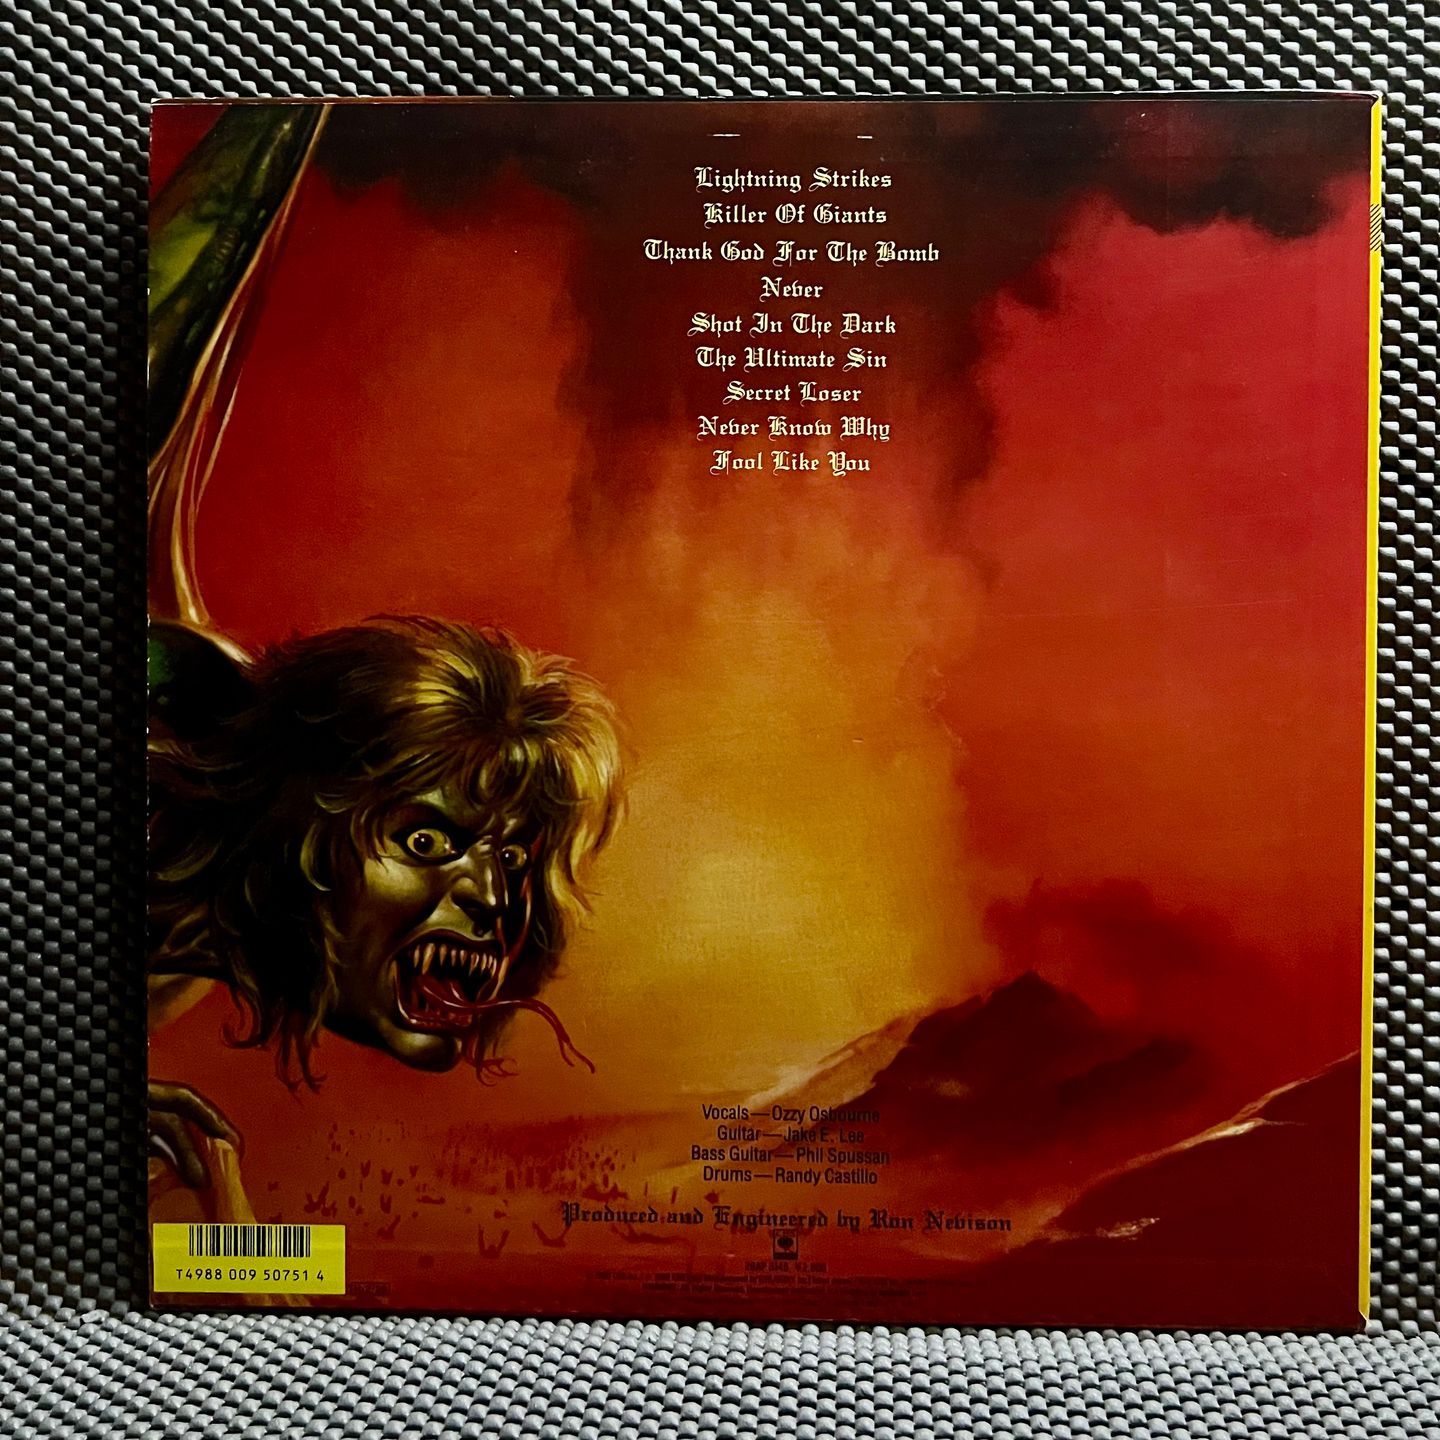 Lightning Strikes
Killer Of Giants
Thank God For The Bomb
Never
Shot In The Dark
The Ultimate Sin
Secret Loser
Never Know Why
Fool Like You
Vocals—Ozzy Osbourne
Guitar—Jake E. Lee
Bass Guitar—Phil Soussan
Drums—Randy Castillo
Produced and Engineered by Ron Nevison
T4988 009 50751 4